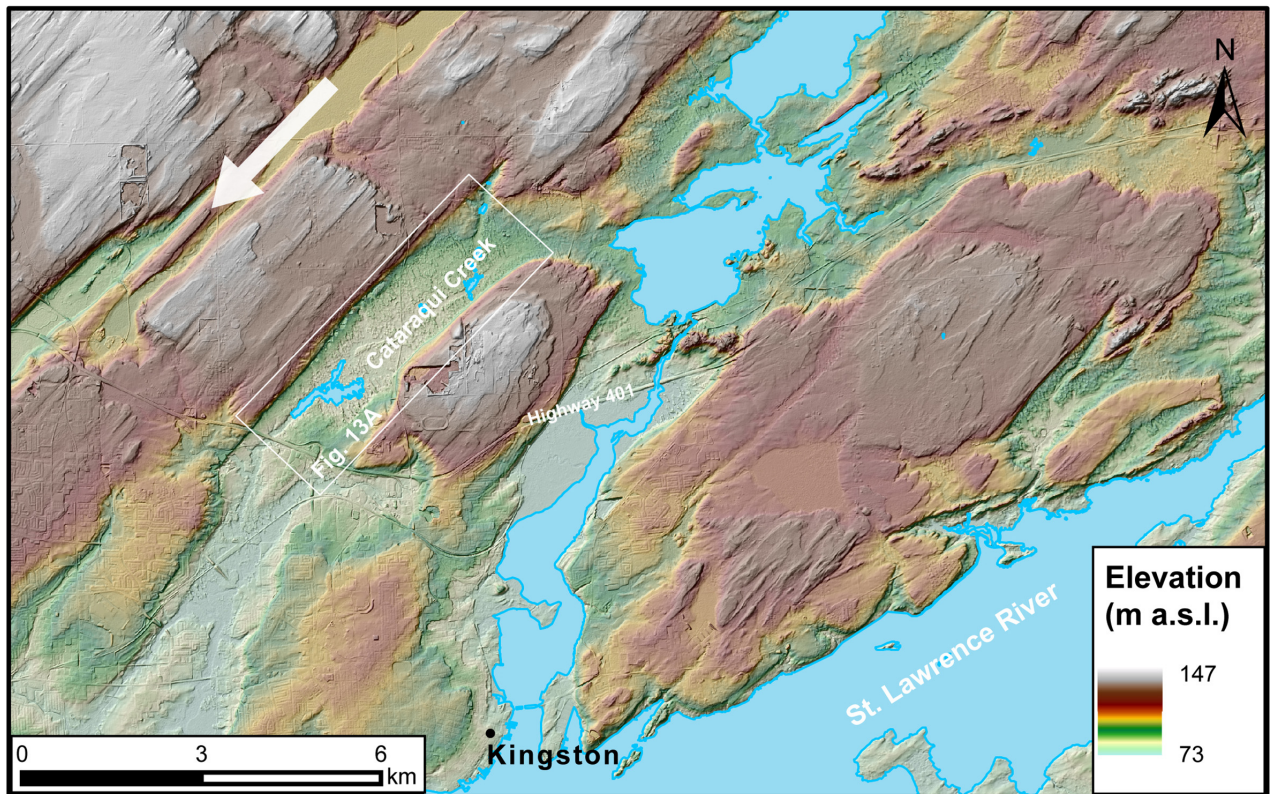 N
Cataraqui Creek
Highway 401
Fig. 13A
St. Lawrence River
Kingston
0 3 6
km
Elevation
(m a.s.l.)
147
73